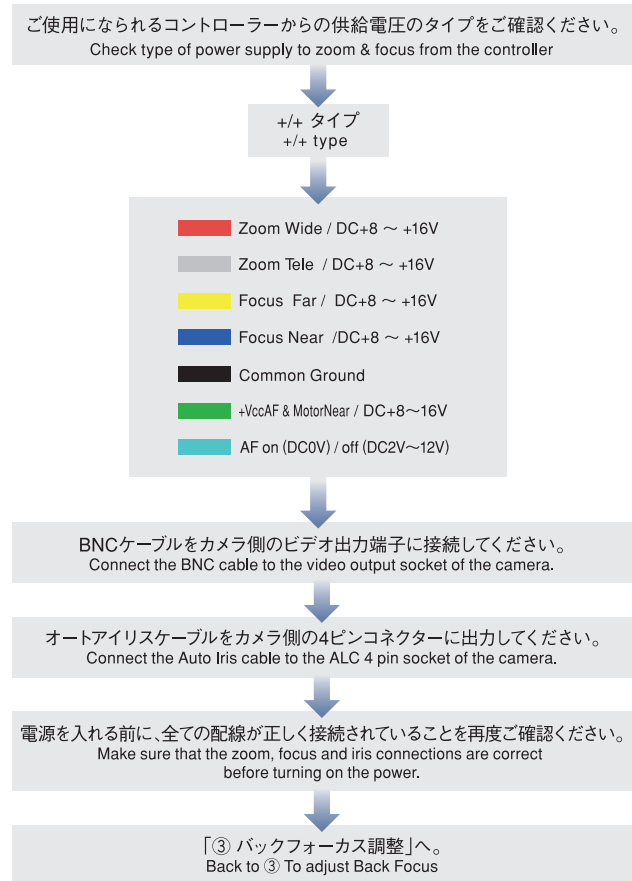 ご使用になられるコントローラーからの供給電圧のタイプをご確認ください。
Check type of power supply to zoom & focus from the controller
+/+ タイプ
+/+ type
Zoom Wide / DC+8 ～ +16V
Zoom Tele / DC+8 ～ +16V
Focus Far / DC+8 ～ +16V
Focus Near /DC+8 ～ +16V
Common Ground
+VccAF & MotorNear / DC+8～16V
AF on (DC0V) / off (DC2V～12V)
BNCケーブルをカメラ側のビデオ出力端子に接続してください。
Connect the BNC cable to the video output socket of the camera.
オートアイリスケーブルをカメラ側の4ピンコネクターに出力してください。
Connect the Auto Iris cable to the ALC 4 pin socket of the camera.
電源を入れる前に、全ての配線が正しく接続されていることを再度ご確認ください。
Make sure that the zoom, focus and iris connections are correct
before turning on the power.
「③ バックフォーカス調整」へ。
Back to ③ To adjust Back Focus